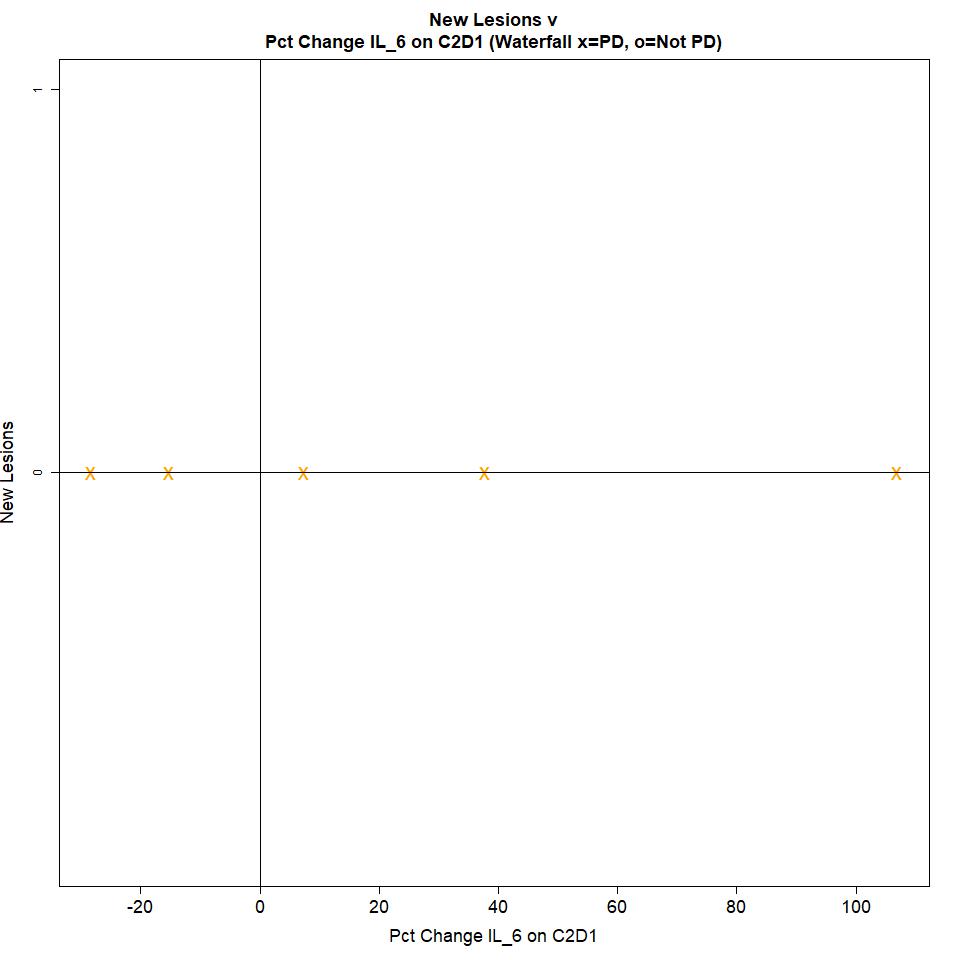 New Lesions v
Pct Change IL_6 on C2D1 (Waterfall x=PD, o=Not PD)
1
New Lesions
0
x x x x x
-20 0 20 40 60 80 100
Pct Change IL_6 on C2D1